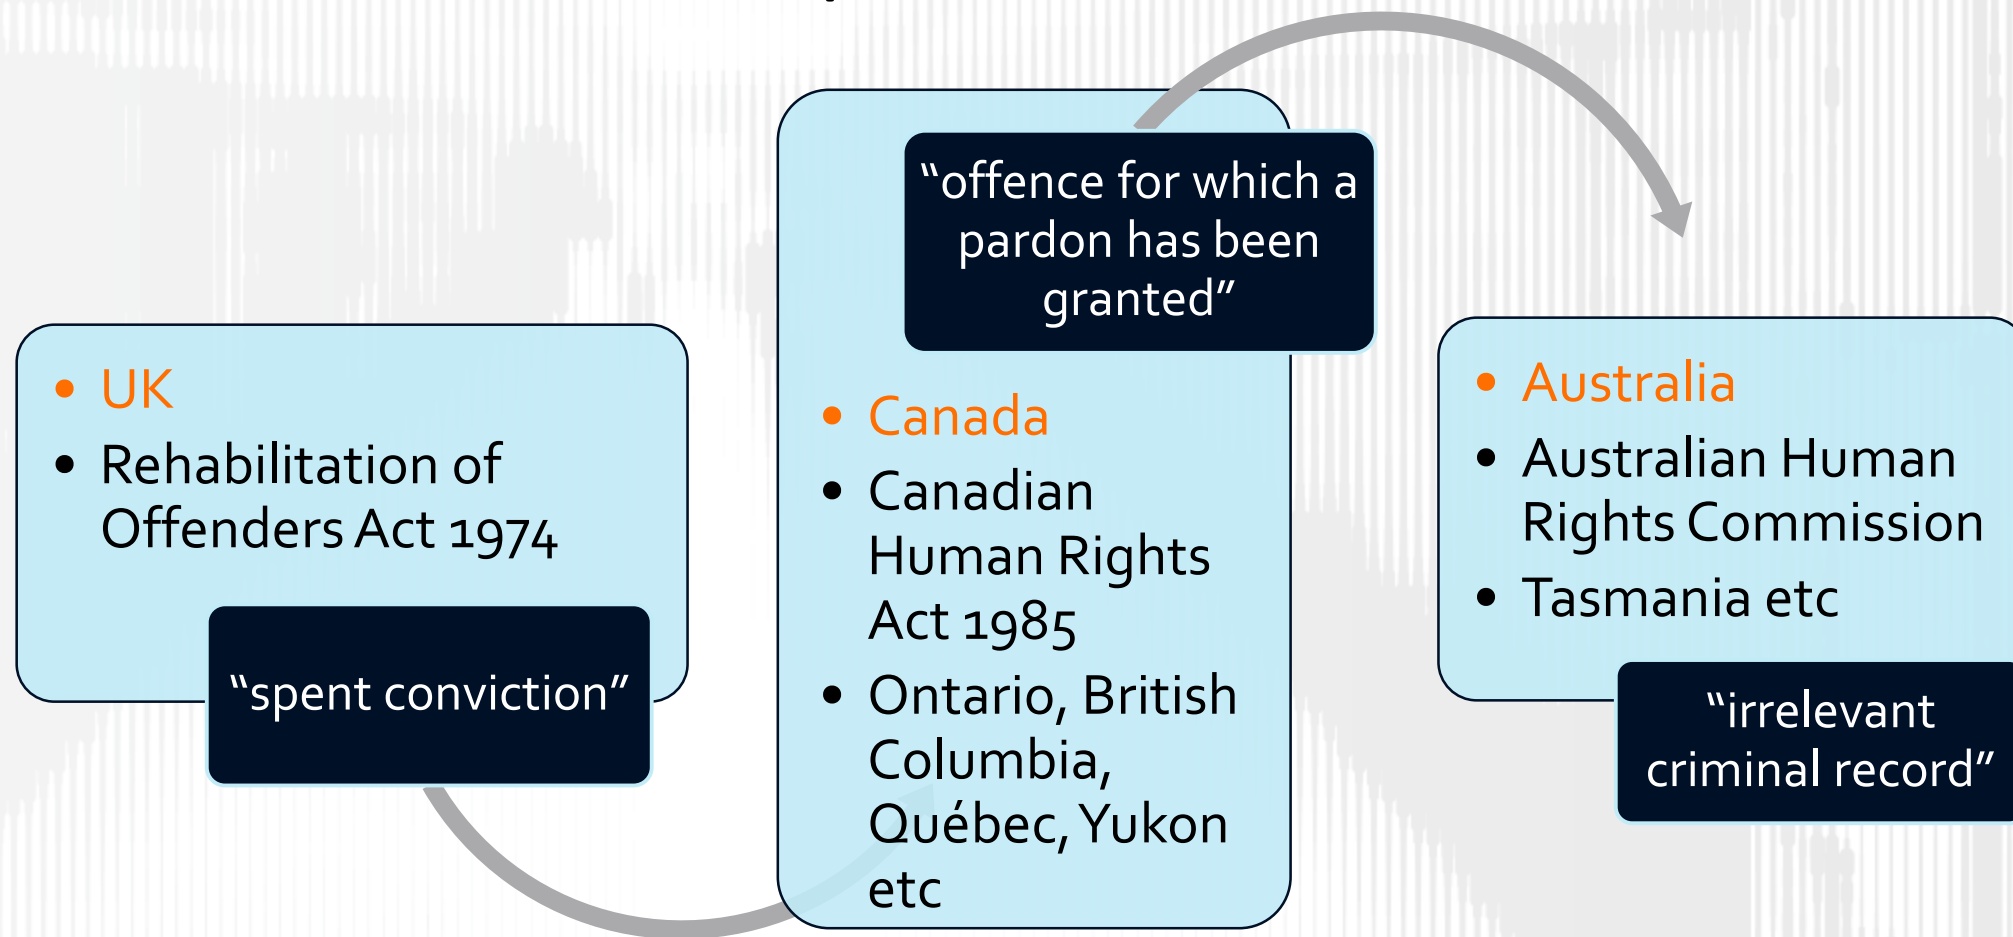 • UK
• Rehabilitation of
Offenders Act 1974
“spent conviction”
“offence for which a
pardon has been
granted”
• Canada
• Canadian
Human Rights
Act 1985
• Ontario, British
Columbia,
Québec, Yukon
etc
• Australia
• Australian Human
Rights Commission
• Tasmania etc
“irrelevant
criminal record”